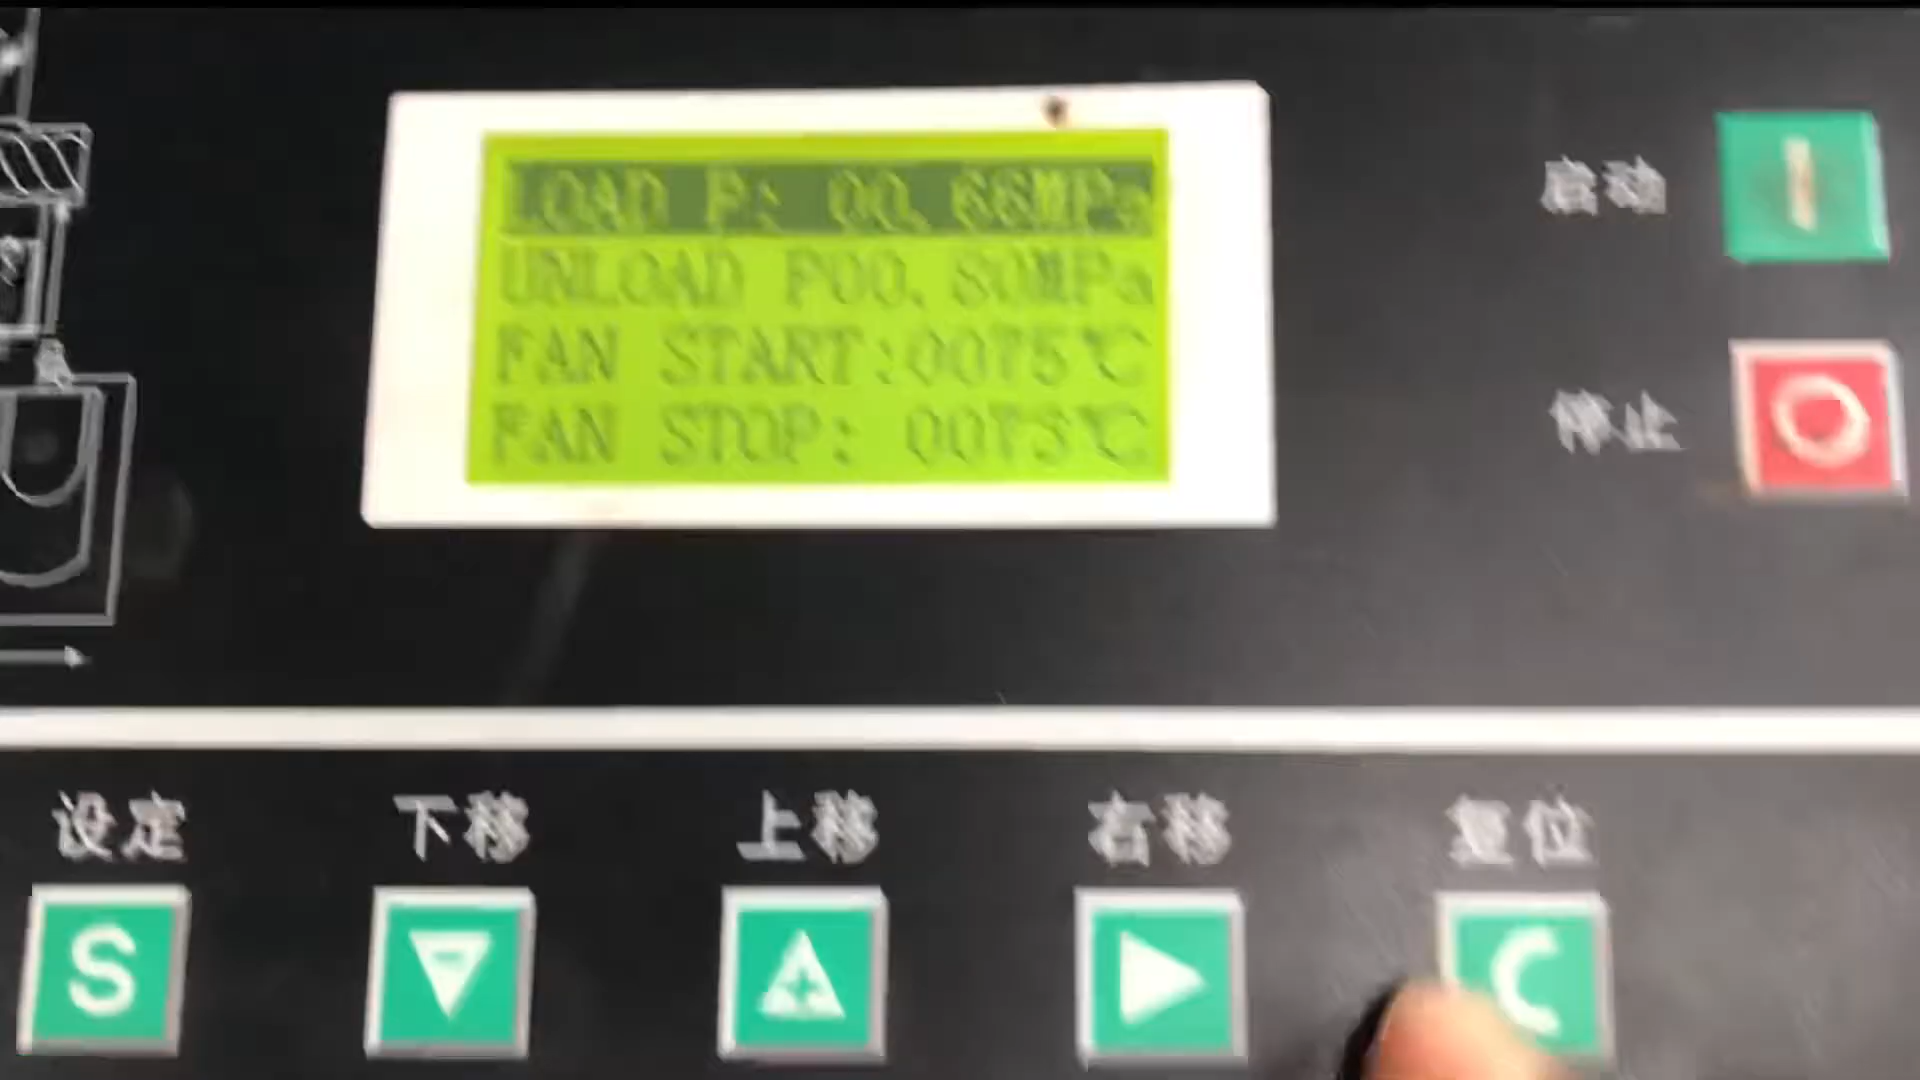 LOAD P: 00.66MPa
UNLOAD P00.80MPa
FAN START:0075℃
FAN STOP: 0073℃
启动
停止
设定
下移
上移
右移
复位
S
C